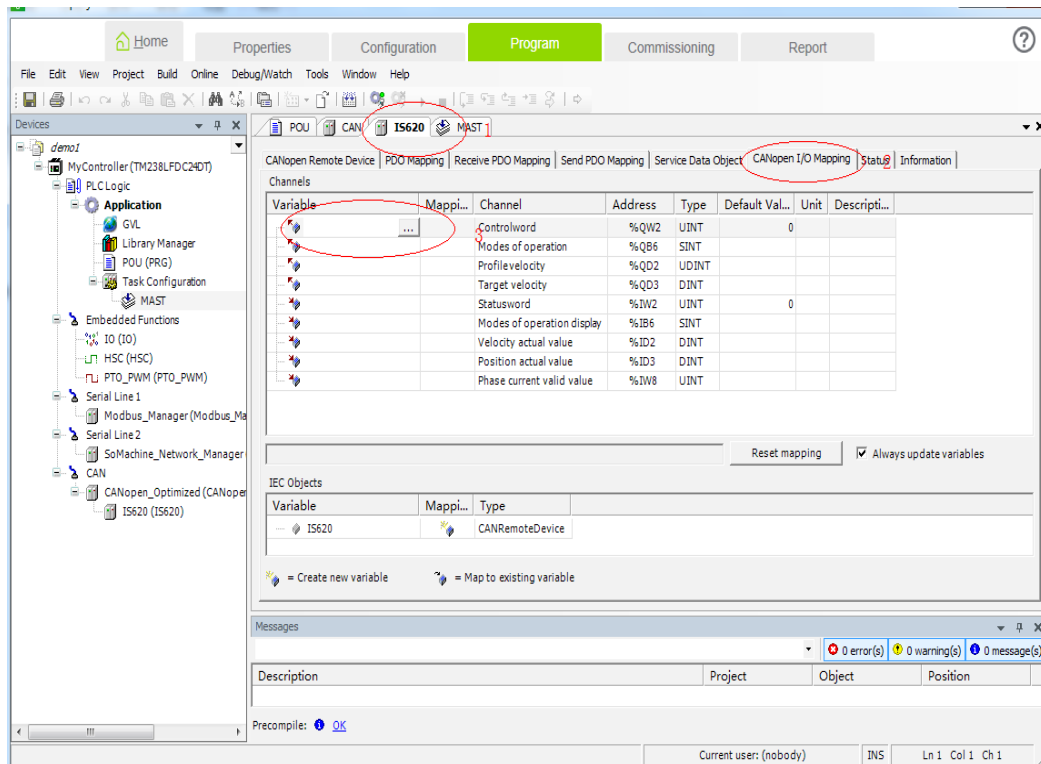 Home Properties Configuration Program Commissioning Report ?
File Edit View Project Build Online Debug/Watch Tools Window Help
Devices
demo1
MyController (TM238LFDC24DT)
PLC Logic
Application
GVL
Library Manager
POU (PRG)
Task Configuration
MAST
Embedded Functions
IO (IO)
HSC (HSC)
PTO_PWM (PTO_PWM)
Serial Line 1
Modbus_Manager (Modbus_Ma
Serial Line 2
SoMachine_Network_Manager
CAN
CANopen_Optimized (CANoper
IS620 (IS620)
POU CAN IS620 MAST 1
CANopen Remote Device PDO Mapping Receive PDO Mapping Send PDO Mapping Service Data Object CANopen I/O Mapping Status 2 Information
Channels
Variable Mappi... Channel Address Type Default Val... Unit Descripti...
... 3 Controlword %QW2 UINT 0
Modes of operation %QB6 SINT
Profilevelocity %QD2 UDINT
Target velocity %QD3 DINT
Statusword %IW2 UINT 0
Modes of operation display %IB6 SINT
Velocity actual value %ID2 DINT
Position actual value %ID3 DINT
Phase current valid value %IW8 UINT
Reset mapping Always update variables
IEC Objects
Variable Mappi... Type
IS620 CANRemoteDevice
= Create new variable = Map to existing variable
Messages
0 error(s) 0 warning(s) 0 message(s)
Description Project Object Position
Precompile: OK
Current user: (nobody) INS Ln 1 Col 1 Ch 1